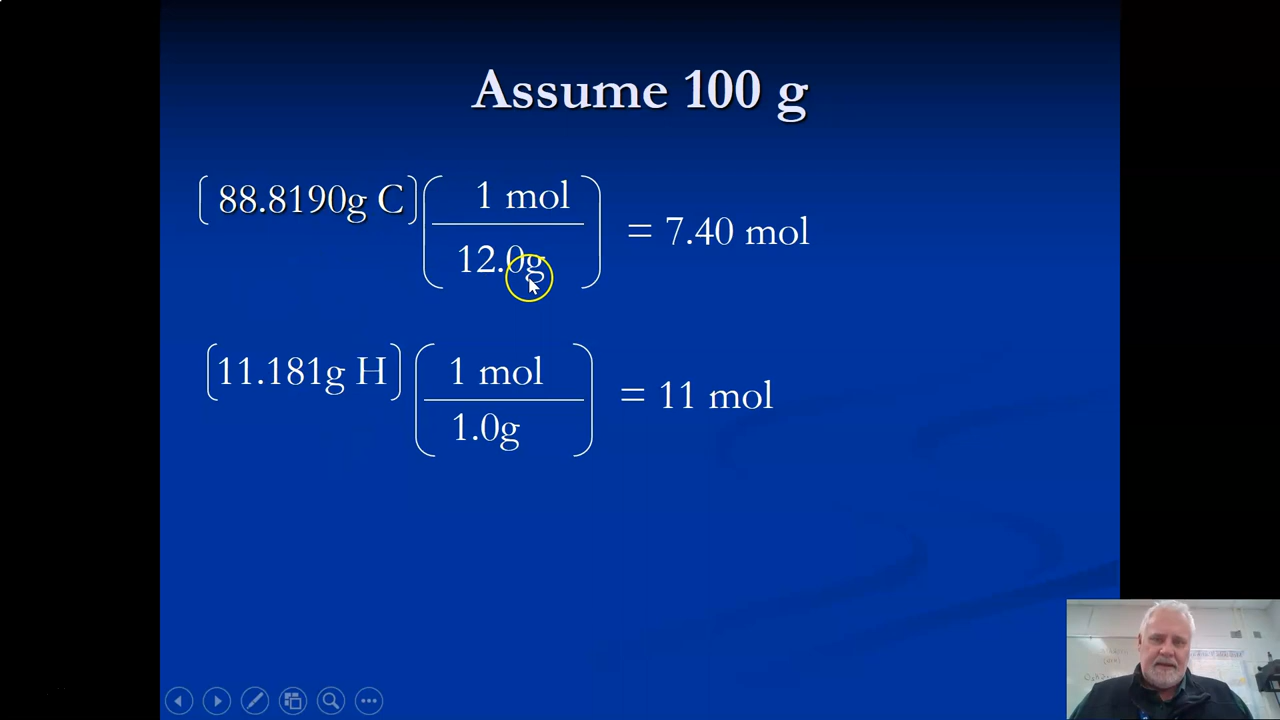 Assume 100 g
88.8190g C 1 mol
12.0g
= 7.40 mol
11.181g H 1 mol
1.0g
= 11 mol